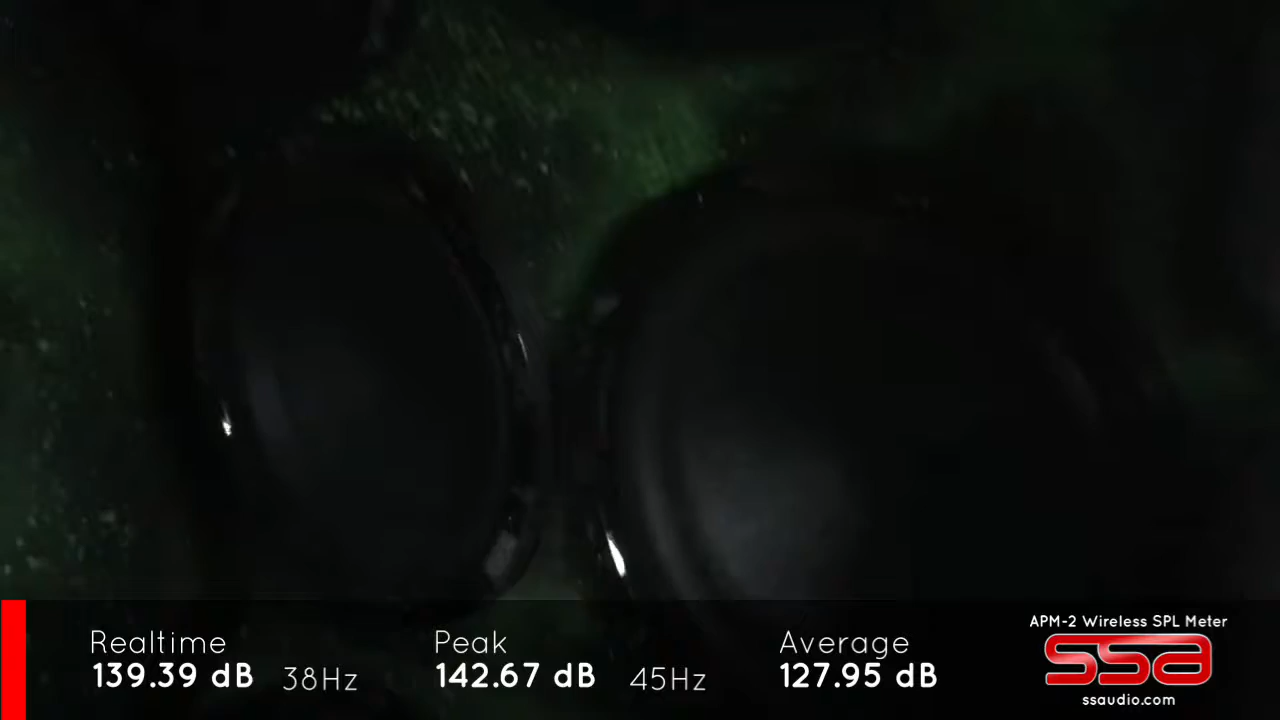 Realtime
139.39 dB 38Hz
Peak
142.67 dB 45Hz
Average
127.95 dB
APM-2 Wireless SPL Meter
ssa
ssaudio.com